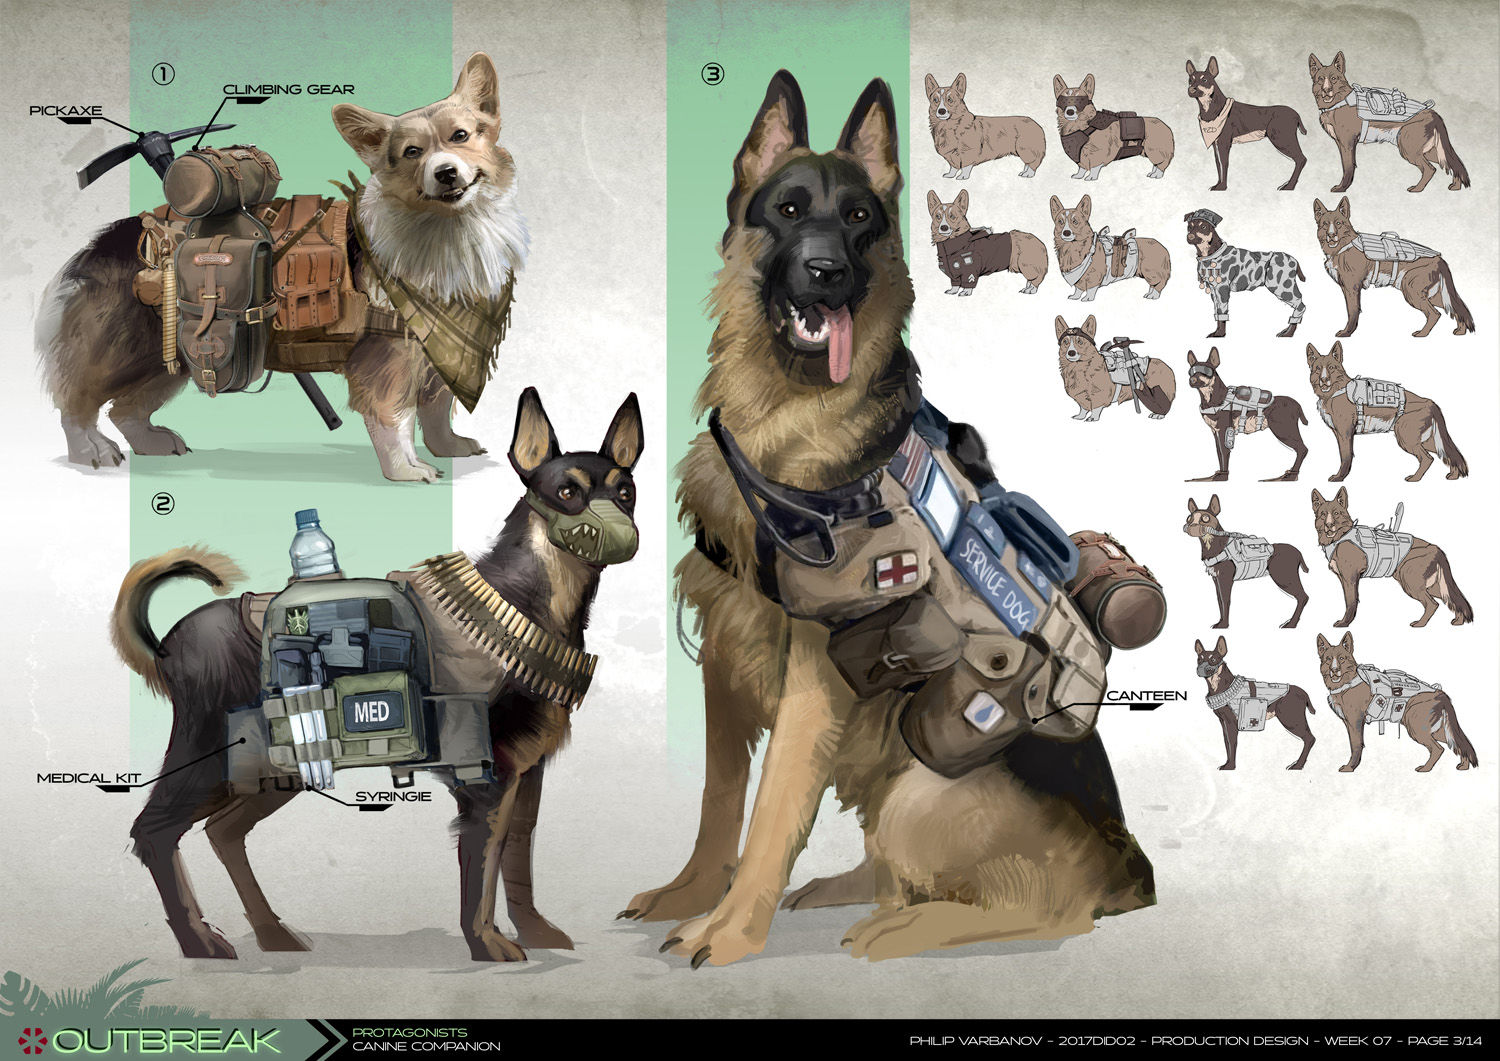 ①
CLIMBING GEAR
PICKAXE
②
MED
MEDICAL KIT
SYRINGIE
③
SERVICE DOG
CANTEEN
OUTBREAK
PROTAGONISTS
CANINE COMPANION
PHILIP VARBANOV - 2017DID02 - PRODUCTION DESIGN - WEEK 07 - PAGE 3/14